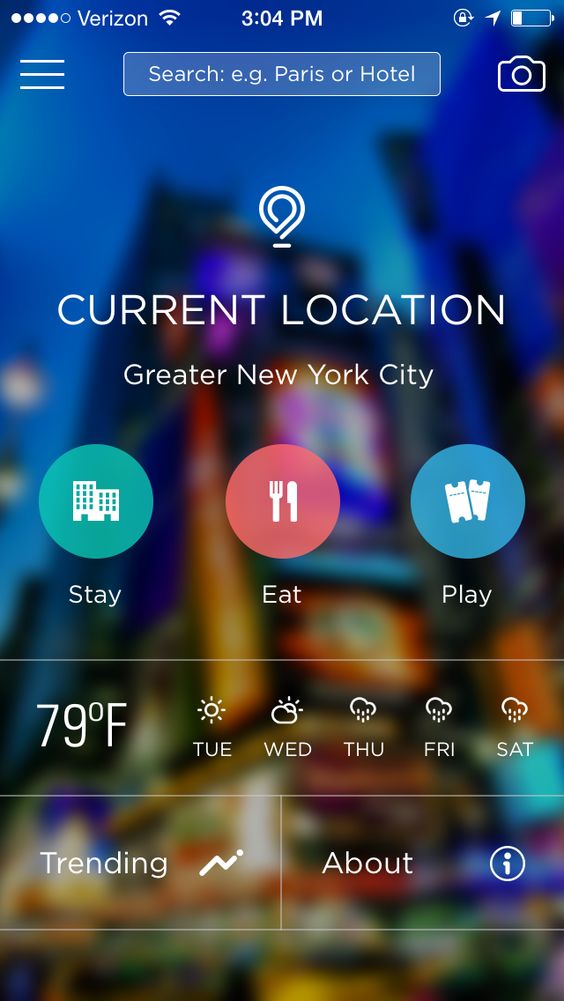 Verizon 3:04 PM
Search: e.g. Paris or Hotel
CURRENT LOCATION
Greater New York City
Stay Eat Play
79°F
TUE WED THU FRI SAT
Trending About